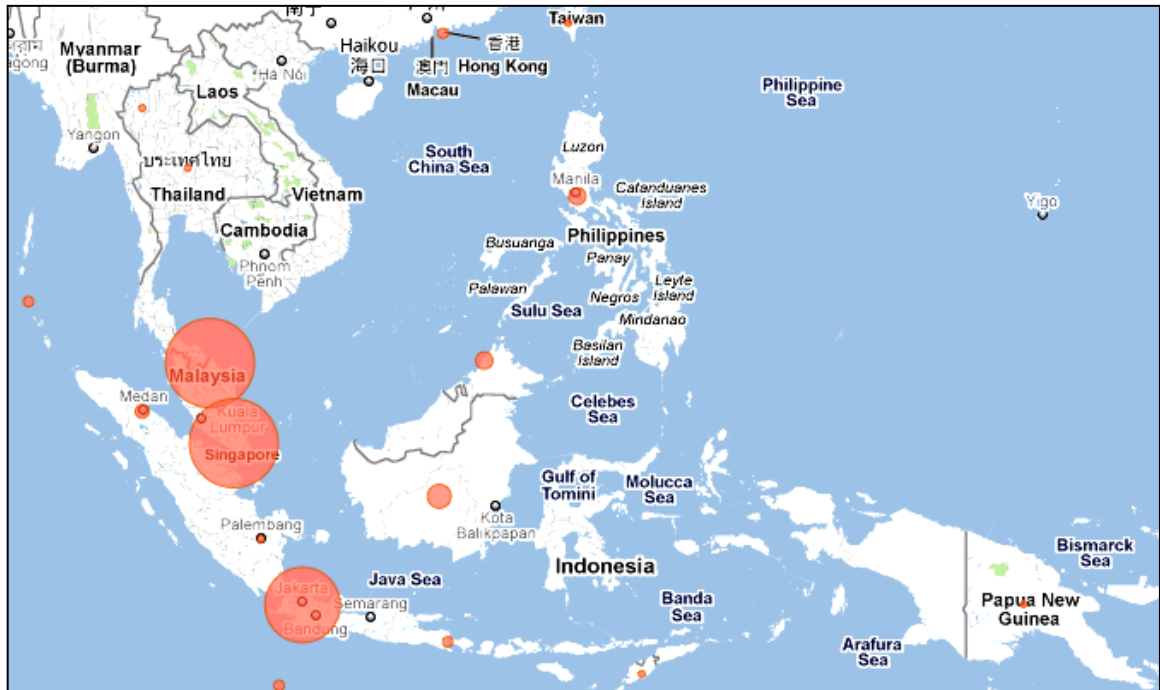 Taiwan
Myanmar
(Burma)
Haikou
海口
香港
澳門
Hong Kong
Macau
Hà Nội
Laos
Philippine
Sea
Yangon
ประเทศไทย
Thailand
Vietnam
South
China Sea
Luzon
Manila
Catanduanes
Island
Yigo
Cambodia
Phnom
Penh
Philippines
Busuanga
Panay
Palawan
Leyte
Island
Negros
Sulu Sea
Mindanao
Basilan
Island
Malaysia
Medan
Kuala
Lumpur
Celebes
Sea
Singapore
Gulf of
Tomini
Molucca
Sea
Palembang
Kota
Balikpapan
Bismarck
Sea
Indonesia
Java Sea
Jakarta
Semarang
Bandung
Banda
Sea
Papua New
Guinea
Arafura
Sea